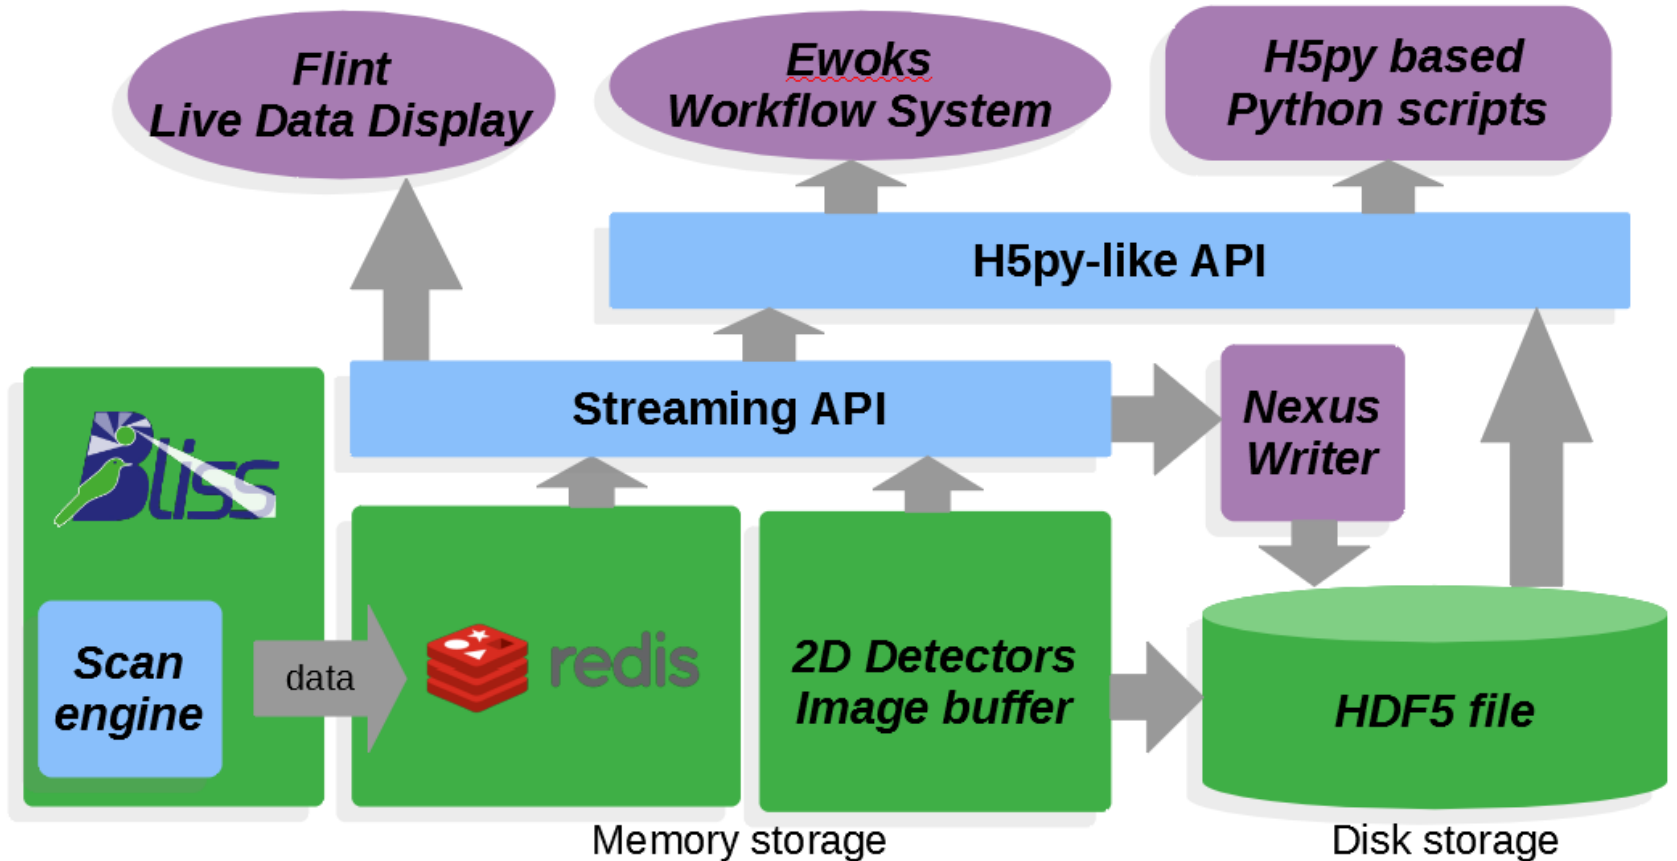 Flint
Live Data Display
Ewoks
Workflow System
H5py based
Python scripts
H5py-like API
Streaming API
Nexus
Writer
Bliss
Scan
engine
data
redis
2D Detectors
Image buffer
HDF5 file
Memory storage
Disk storage